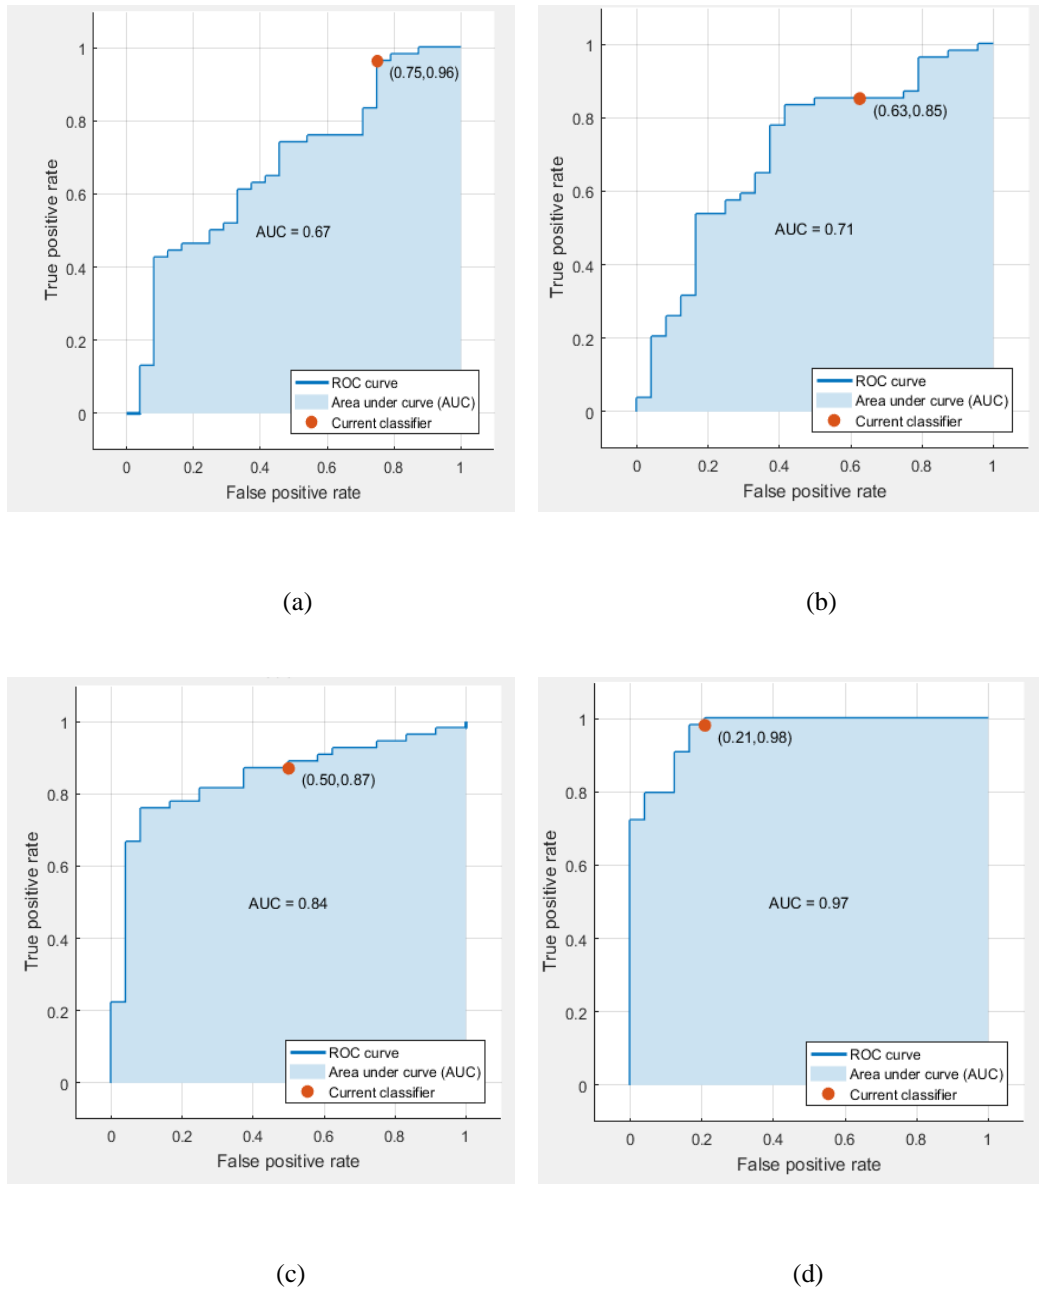 1
0.8
0.6
0.4
0.2
0
True positive rate
(0.75,0.96)
AUC = 0.67
ROC curve
Area under curve (AUC)
Current classifier
0 0.2 0.4 0.6 0.8 1
False positive rate
(a)
1
0.8
0.6
0.4
0.2
0
True positive rate
(0.63,0.85)
AUC = 0.71
ROC curve
Area under curve (AUC)
Current classifier
0 0.2 0.4 0.6 0.8 1
False positive rate
(b)
1
0.8
0.6
0.4
0.2
0
True positive rate
(0.50,0.87)
AUC = 0.84
ROC curve
Area under curve (AUC)
Current classifier
0 0.2 0.4 0.6 0.8 1
False positive rate
(c)
1
0.8
0.6
0.4
0.2
0
True positive rate
(0.21,0.98)
AUC = 0.97
ROC curve
Area under curve (AUC)
Current classifier
0 0.2 0.4 0.6 0.8 1
False positive rate
(d)